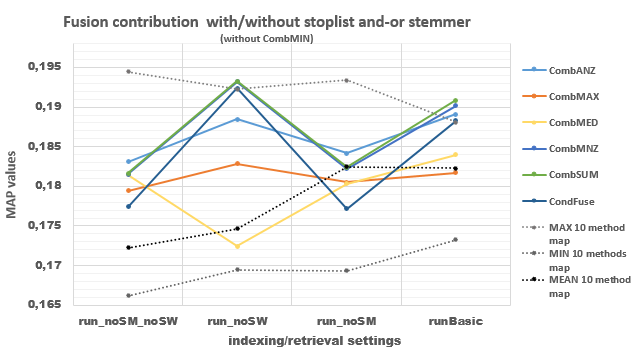 Fusion contribution with/without stoplist and-or stemmer
(without CombMIN)
0,195
0,19
0,185
0,18
0,175
0,17
0,165
MAP values
run_noSM_noSW
run_noSW
run_noSM
runBasic
indexing/retrieval settings
CombANZ
CombMAX
CombMED
CombMNZ
CombSUM
CondFuse
MAX 10 method
map
MIN 10 methods
map
MEAN 10 method
map